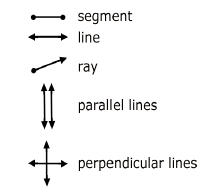 segment
line
ray
parallel lines
perpendicular lines